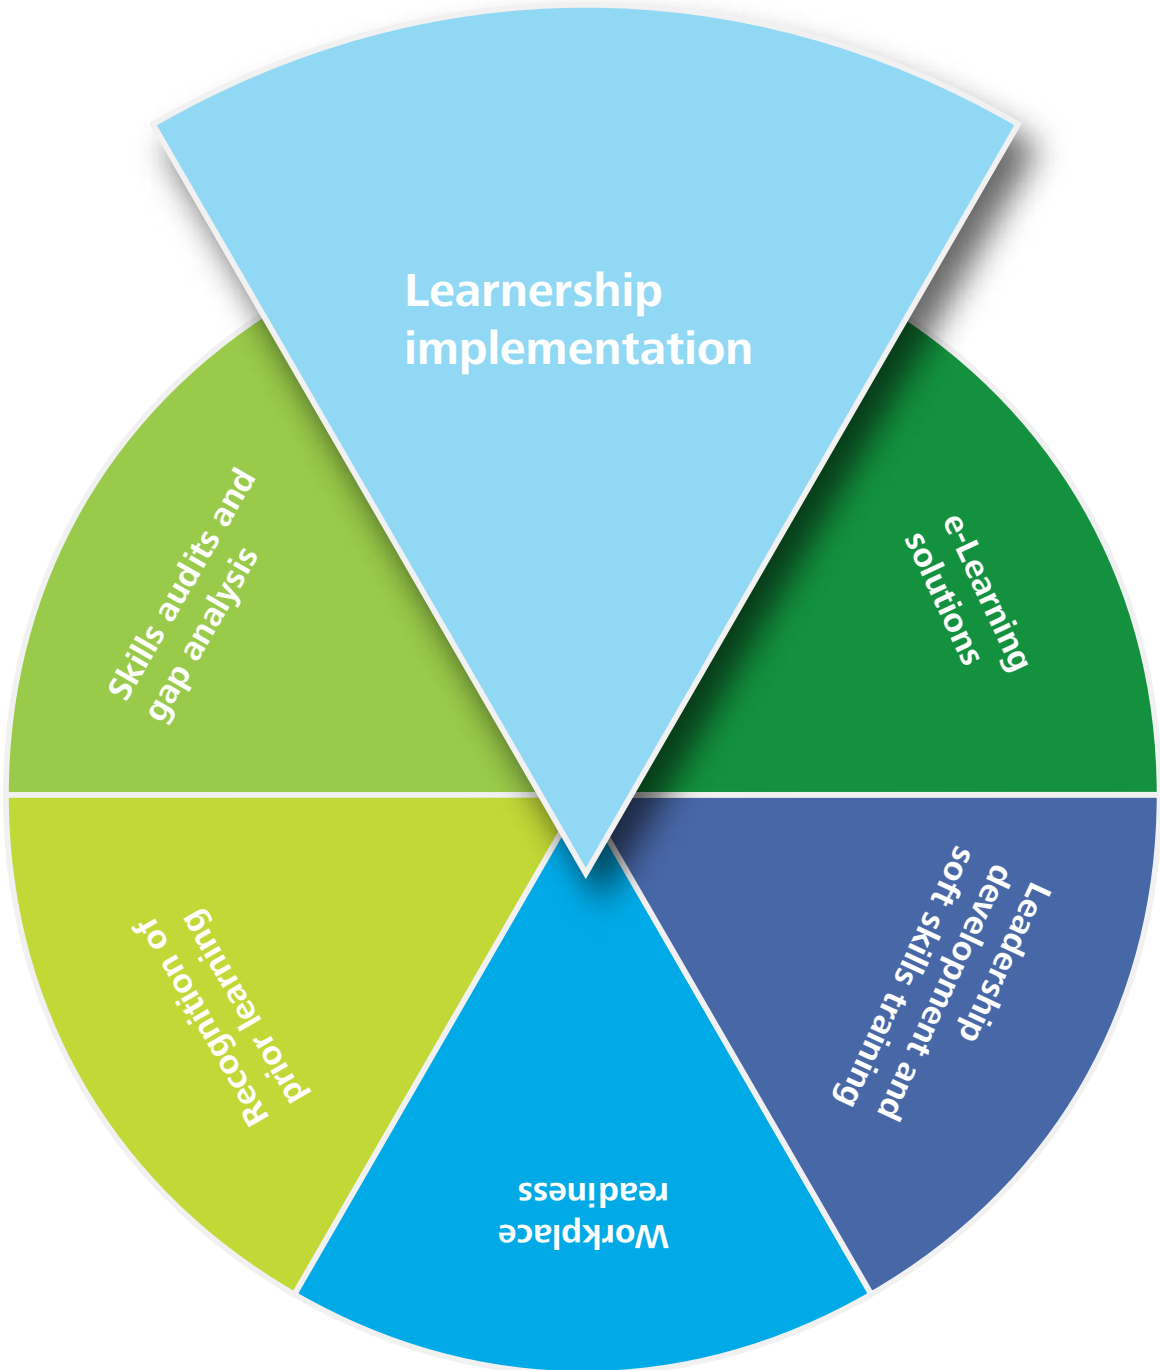 Learnership
implementation
e-Learning
solutions
Leadership
development and
soft skills training
Workplace
readiness
Recognition of
prior learning
Skills audits and
gap analysis